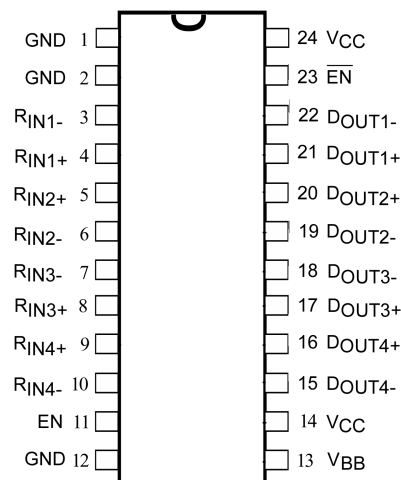 GND 1 24 VCC
GND 2 23 EN
RIN1- 3 22 DOUT1-
RIN1+ 4 21 DOUT1+
RIN2+ 5 20 DOUT2+
RIN2- 6 19 DOUT2-
RIN3- 7 18 DOUT3-
RIN3+ 8 17 DOUT3+
RIN4+ 9 16 DOUT4+
RIN4- 10 15 DOUT4-
EN 11 14 VCC
GND 12 13 VBB